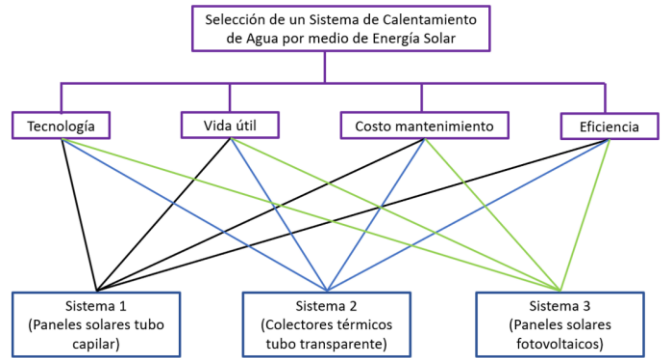 Selección de un Sistema de Calentamiento
de Agua por medio de Energía Solar
Tecnología
Vida útil
Costo mantenimiento
Eficiencia
Sistema 1
(Paneles solares tubo
capilar)
Sistema 2
(Colectores térmicos
tubo transparente)
Sistema 3
(Paneles solares
fotovoltaicos)